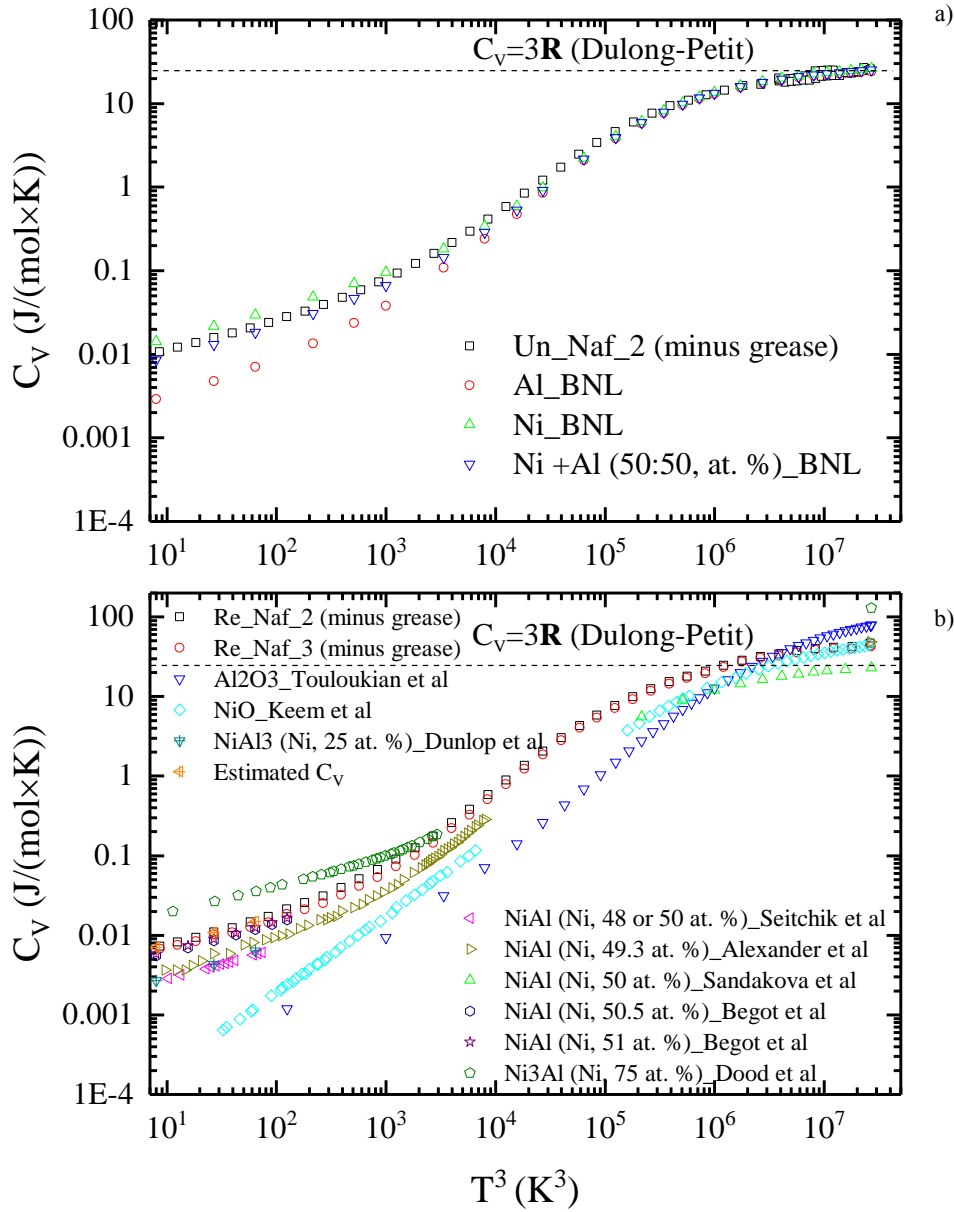 a)
C_V=3R (Dulong-Petit)
100
10
1
0.1
0.01
0.001
1E-4
C_V (J/(mol×K))
Un_Naf_2 (minus grease)
Al_BNL
Ni_BNL
Ni +Al (50:50, at. %)_BNL
10^1 10^2 10^3 10^4 10^5 10^6 10^7
b)
Re_Naf_2 (minus grease)
Re_Naf_3 (minus grease)
C_V=3R (Dulong-Petit)
Al2O3_Touloukian et al
NiO_Keem et al
NiAl3 (Ni, 25 at. %)_Dunlop et al
Estimated C_V
100
10
1
0.1
0.01
0.001
1E-4
C_V (J/(mol×K))
NiAl (Ni, 48 or 50 at. %)_Seitchik et al
NiAl (Ni, 49.3 at. %)_Alexander et al
NiAl (Ni, 50 at. %)_Sandakova et al
NiAl (Ni, 50.5 at. %)_Begot et al
NiAl (Ni, 51 at. %)_Begot et al
Ni3Al (Ni, 75 at. %)_Dood et al
10^1 10^2 10^3 10^4 10^5 10^6 10^7
T^3 (K^3)